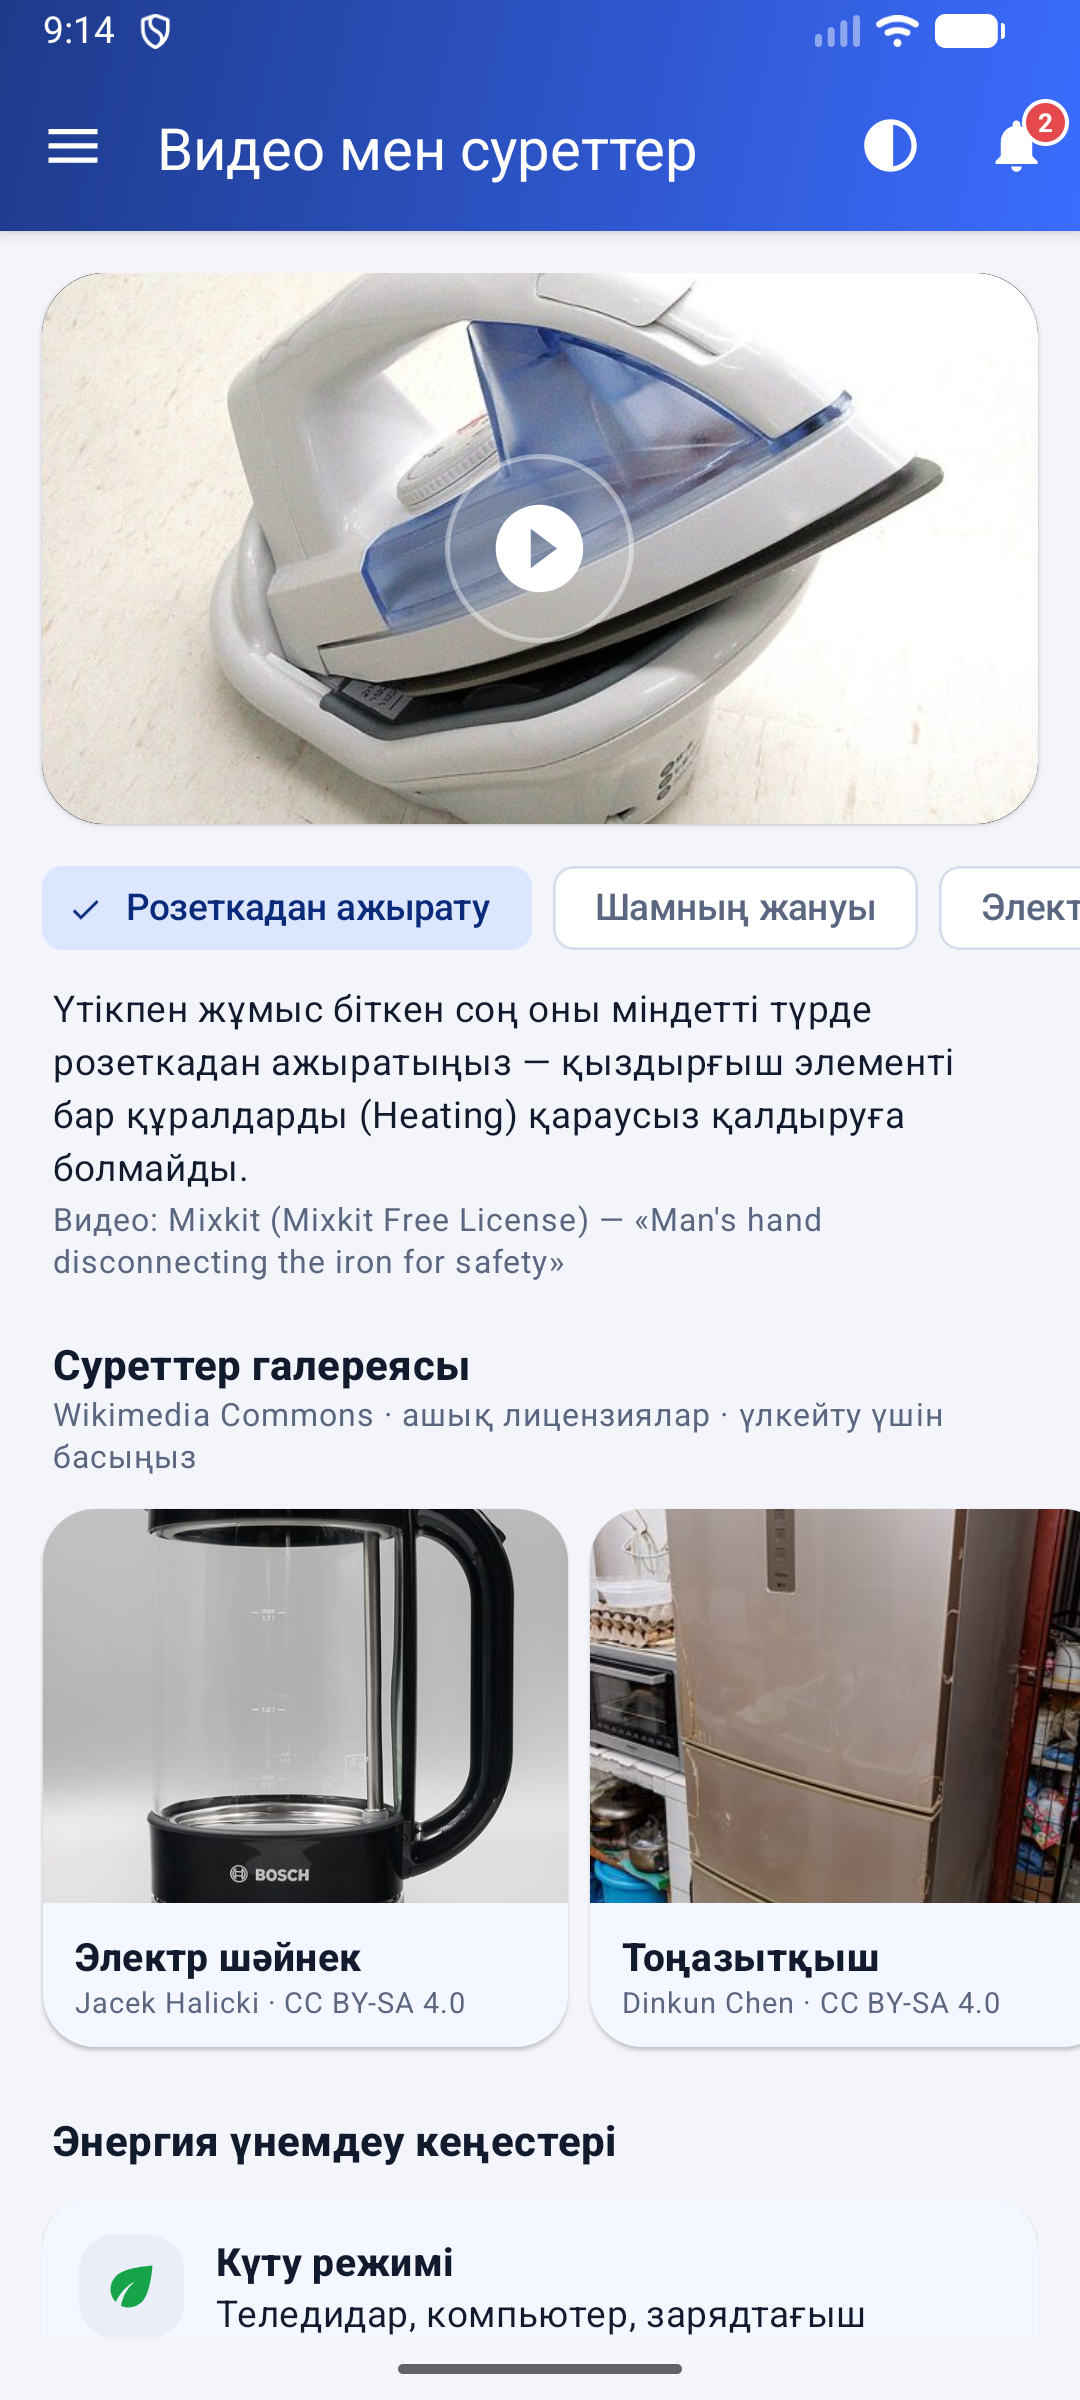 9:14
Видео мен суреттер
2
Розеткадан ажырату
Шамның жануы
Элект
Үтікпен жұмыс біткен соң оны міндетті түрде
розеткадан ажыратыңыз — қыздырғыш элементі
бар құралдарды (Heating) қараусыз қалдыруға
болмайды.
Видео: Mixkit (Mixkit Free License) — «Man's hand
disconnecting the iron for safety»
Суреттер галереясы
Wikimedia Commons · ашық лицензиялар · үлкейту үшін
басыңыз
BOSCH
Электр шәйнек
Jacek Halicki · CC BY-SA 4.0
Тоңазытқыш
Dinkun Chen · CC BY-SA 4.0
Энергия үнемдеу кеңестері
Күту режимі
Теледидар, компьютер, зарядтағыш